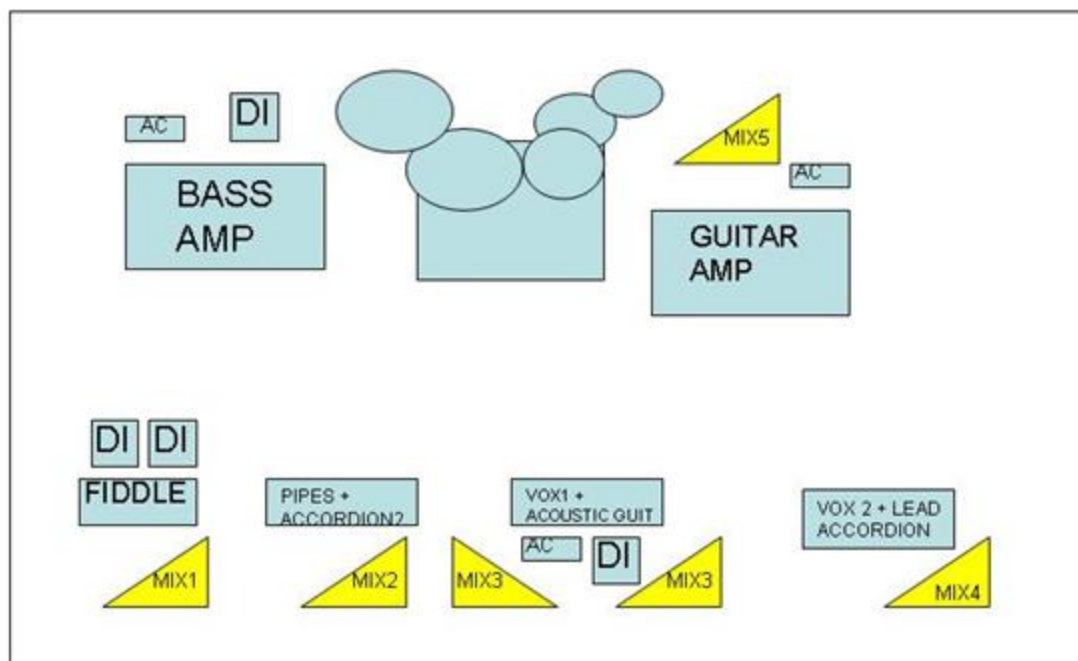 AC
DI
MIX5
AC
BASS
AMP
GUITAR
AMP
DI
DI
FIDDLE
PIPES +
ACCORDION2
VOX1 +
ACOUSTIC GUIT
VOX 2 + LEAD
ACCORDION
AC
DI
MIX1
MIX2
MIX3
MIX3
MIX4